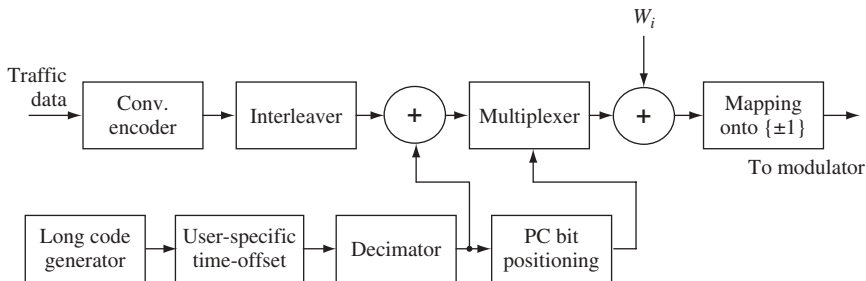 W_i
Traffic
data
Conv.
encoder
Interleaver
+
Multiplexer
+
Mapping
onto {±1}
To modulator
Long code
generator
User-specific
time-offset
Decimator
PC bit
positioning